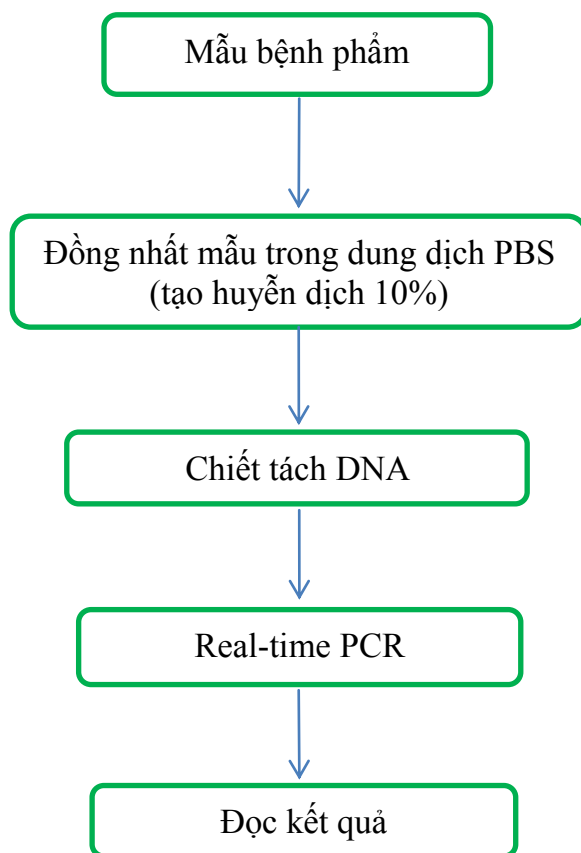 Mẫu bệnh phẩm
Đồng nhất mẫu trong dung dịch PBS
(tạo huyễn dịch 10%)
Chiết tách DNA
Real-time PCR
Đọc kết quả